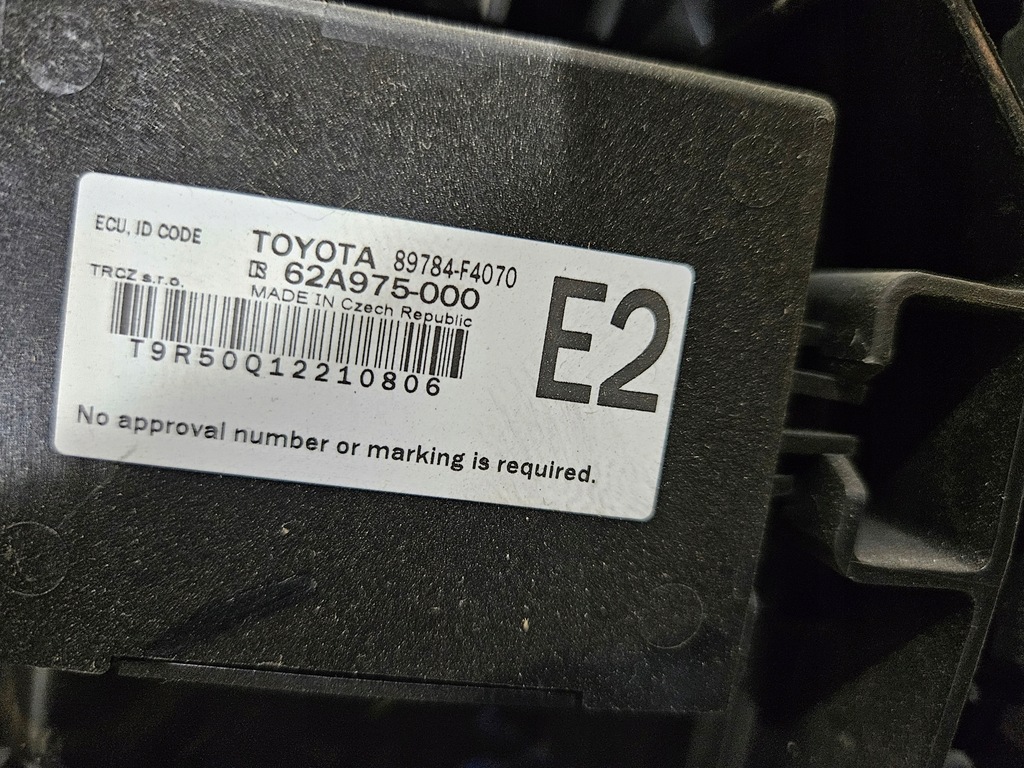 ECU, ID CODE
TOYOTA 89784-F4070
TRCZ s.r.o.
62A975-000
MADE IN Czech Republic
E2
T9R50Q12210806
No approval number or marking is required.